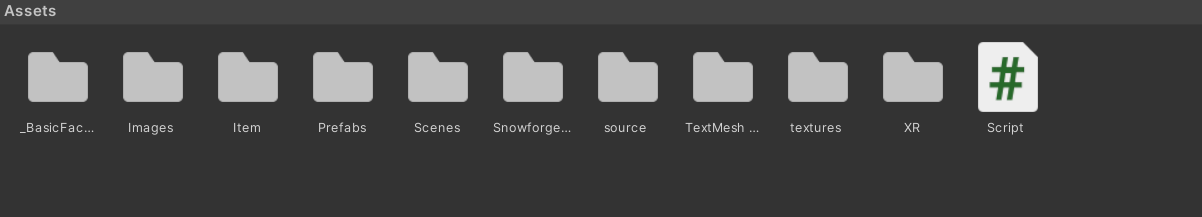 Assets
_BasicFac...
Images
Item
Prefabs
Scenes
Snowforge...
source
TextMesh ...
textures
XR
#
Script